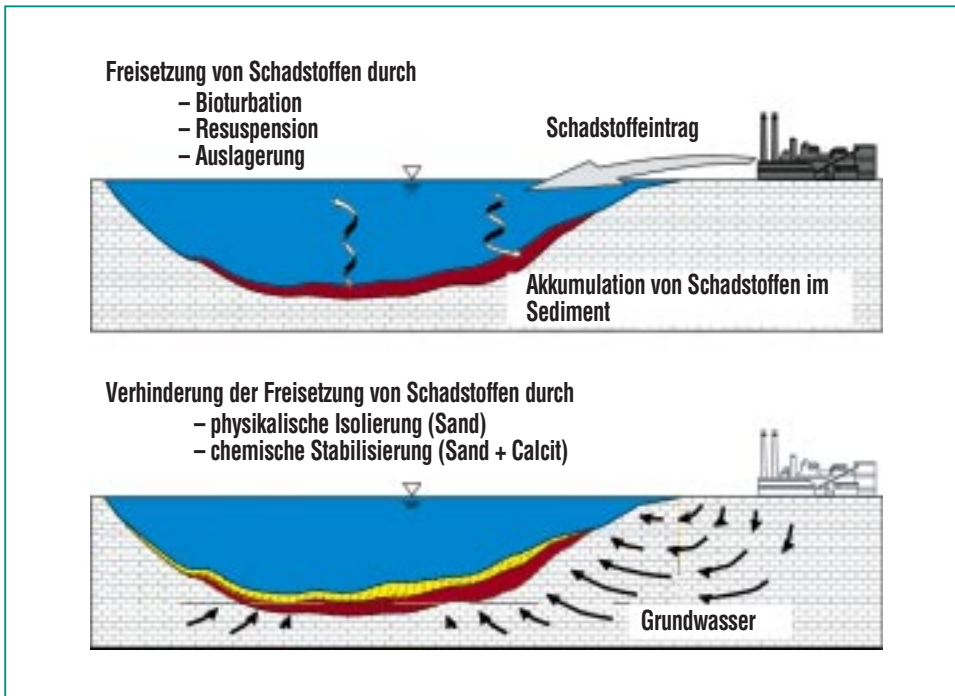 Freisetzung von Schadstoffen durch
– Bioturbation
– Resuspension
– Auslagerung
Schadstoffeintrag
Akkumulation von Schadstoffen im
Sediment
Verhinderung der Freisetzung von Schadstoffen durch
– physikalische Isolierung (Sand)
– chemische Stabilisierung (Sand + Calcit)
Grundwasser